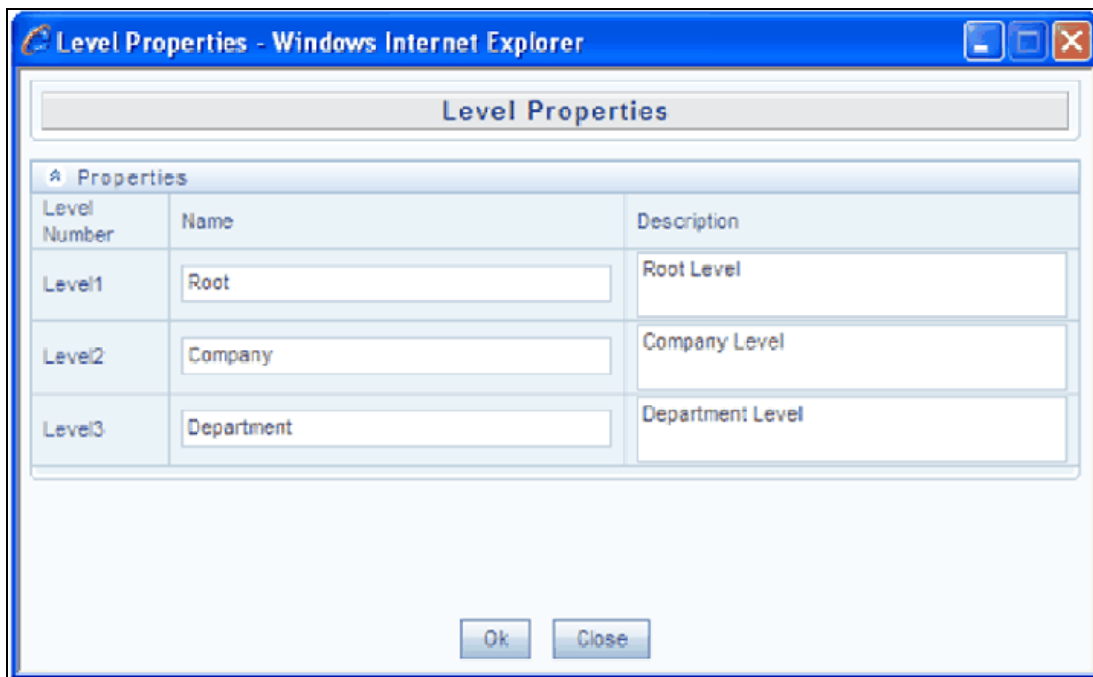 Level Properties - Windows Internet Explorer
Level Properties
Properties
Level
Number
Name
Description
Level1
Root
Root Level
Level2
Company
Company Level
Level3
Department
Department Level
Ok
Close